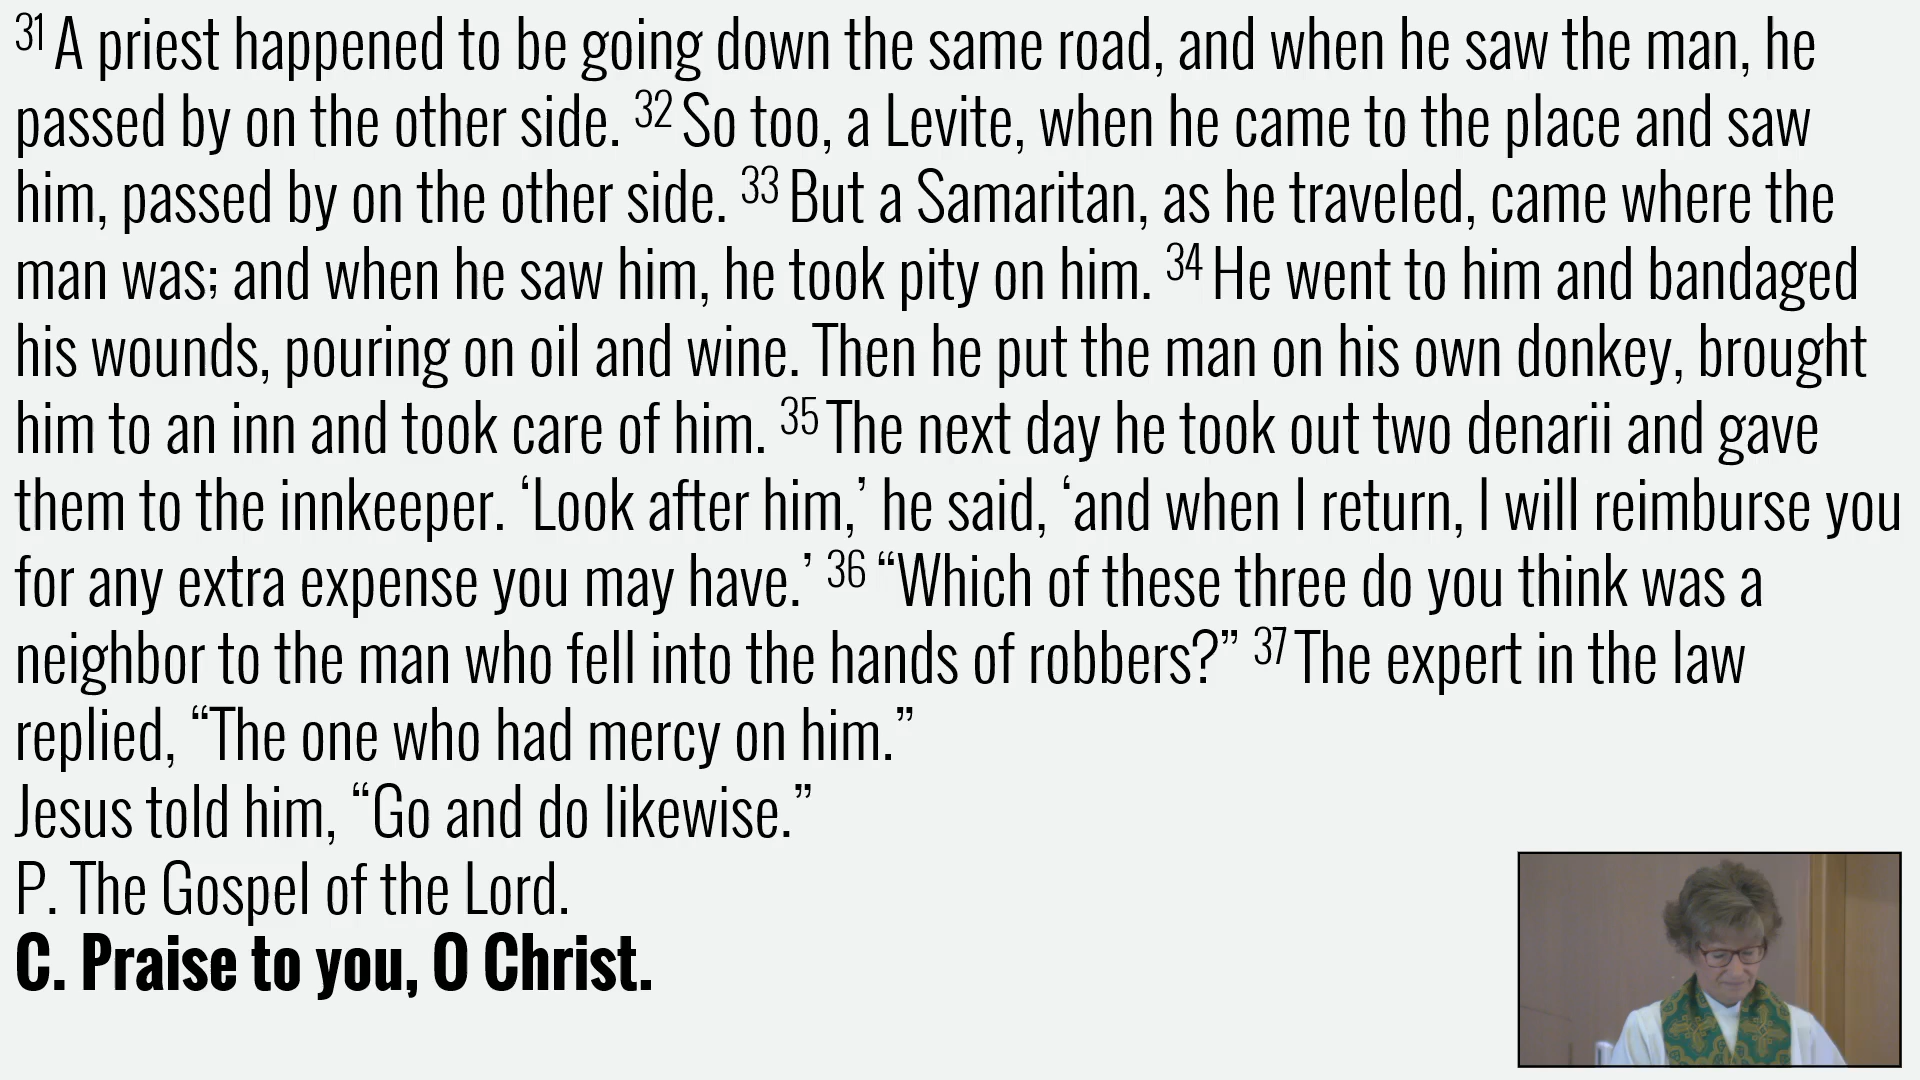 31 A priest happened to be going down the same road, and when he saw the man, he
passed by on the other side. 32 So too, a Levite, when he came to the place and saw
him, passed by on the other side. 33 But a Samaritan, as he traveled, came where the
man was; and when he saw him, he took pity on him. 34 He went to him and bandaged
his wounds, pouring on oil and wine. Then he put the man on his own donkey, brought
him to an inn and took care of him. 35 The next day he took out two denarii and gave
them to the innkeeper. ‘Look after him,’ he said, ‘and when I return, I will reimburse you
for any extra expense you may have.’ 36 “Which of these three do you think was a
neighbor to the man who fell into the hands of robbers?” 37 The expert in the law
replied, “The one who had mercy on him.”
Jesus told him, “Go and do likewise.”
P. The Gospel of the Lord.
C. Praise to you, O Christ.